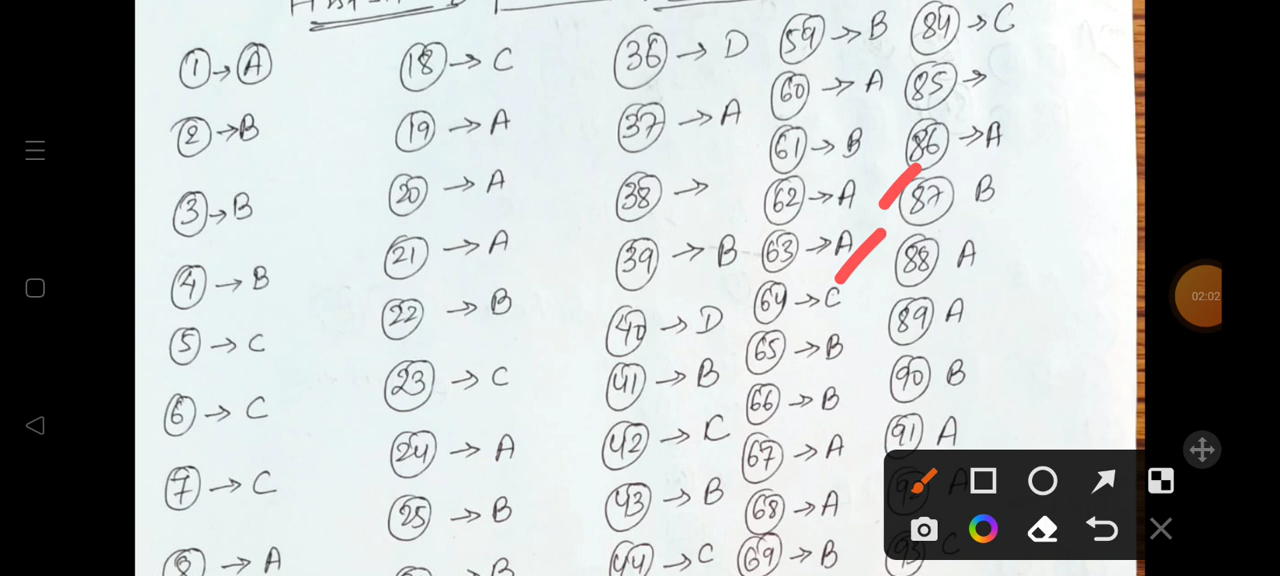 1 → A
2 → B
3 → B
4 → B
5 → C
6 → C
7 → C
8 → A
18 → C
19 → A
20 → A
21 → A
22 → B
23 → C
24 → A
25 → B
→ B
36 → D
37 → A
38 →
39 → B
40 → D
41 → B
42 → C
43 → B
44 → C
59 → B
60 → A
61 → B
62 → A
63 → A
64 → C
65 → B
66 → B
67 → A
68 → A
69 → B
84 → C
85 →
86 → A
87 B
88 A
89 A
90 B
91 A
92 A
93 C
02:02